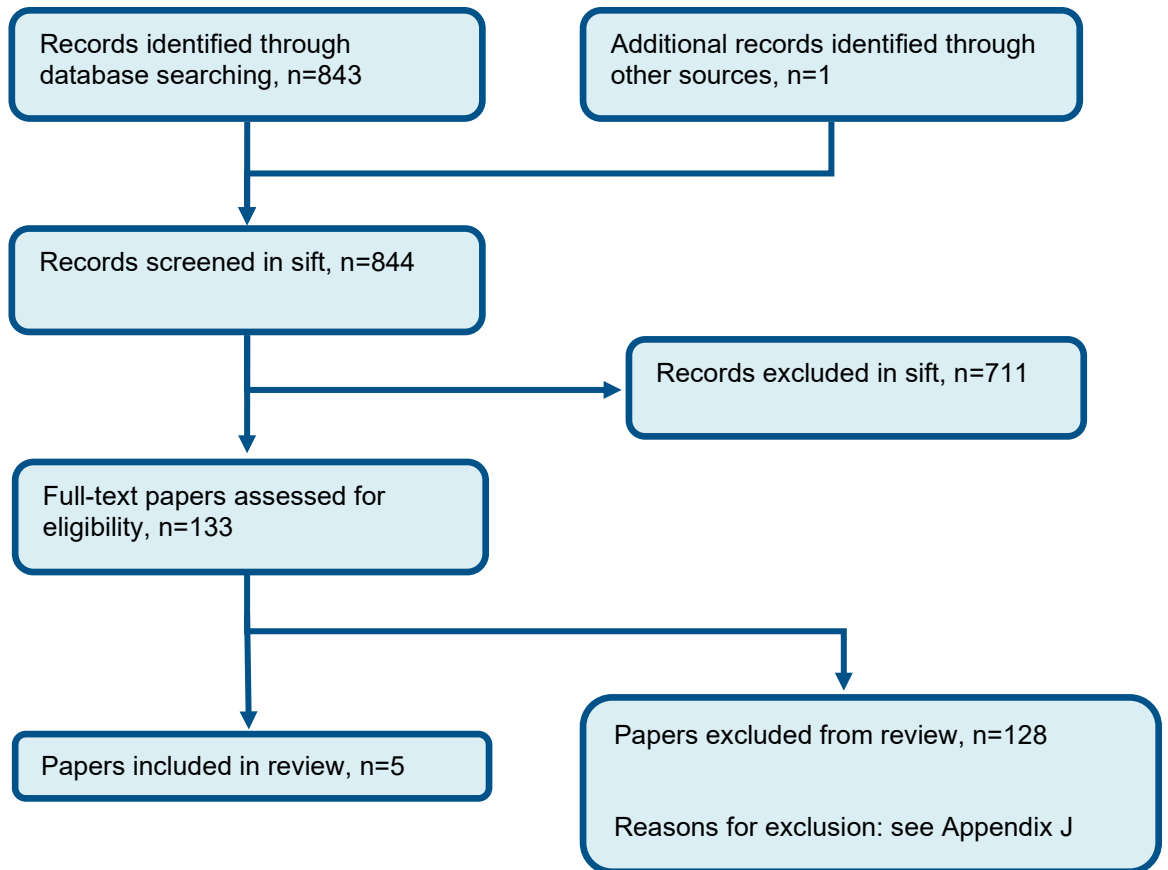 Records identified through
database searching, n=843
Additional records identified through
other sources, n=1
Records screened in sift, n=844
Records excluded in sift, n=711
Full-text papers assessed for
eligibility, n=133
Papers included in review, n=5
Papers excluded from review, n=128
Reasons for exclusion: see Appendix J